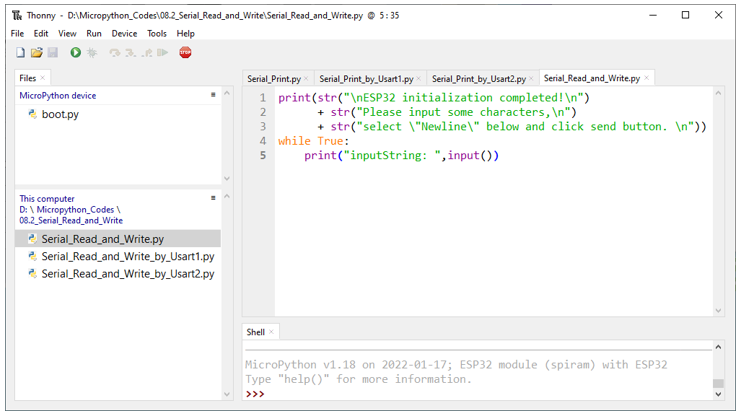 Thonny - D:\Micropython_Codes\08.2_Serial_Read_and_Write\Serial_Read_and_Write.py @ 5 : 35
File Edit View Run Device Tools Help
STOP
Files
MicroPython device
boot.py
This computer
D: \ Micropython_Codes \
08.2_Serial_Read_and_Write
Serial_Read_and_Write.py
Serial_Read_and_Write_by_Usart1.py
Serial_Read_and_Write_by_Usart2.py
Serial_Print.py Serial_Print_by_Usart1.py Serial_Print_by_Usart2.py Serial_Read_and_Write.py
1 print(str("\nESP32 initialization completed!\n")
2 + str("Please input some characters,\n")
3 + str("select \"Newline\" below and click send button. \n"))
4 while True:
5 print("inputString: ",input())
Shell
MicroPython v1.18 on 2022-01-17; ESP32 module (spiram) with ESP32
Type "help()" for more information.
>>>